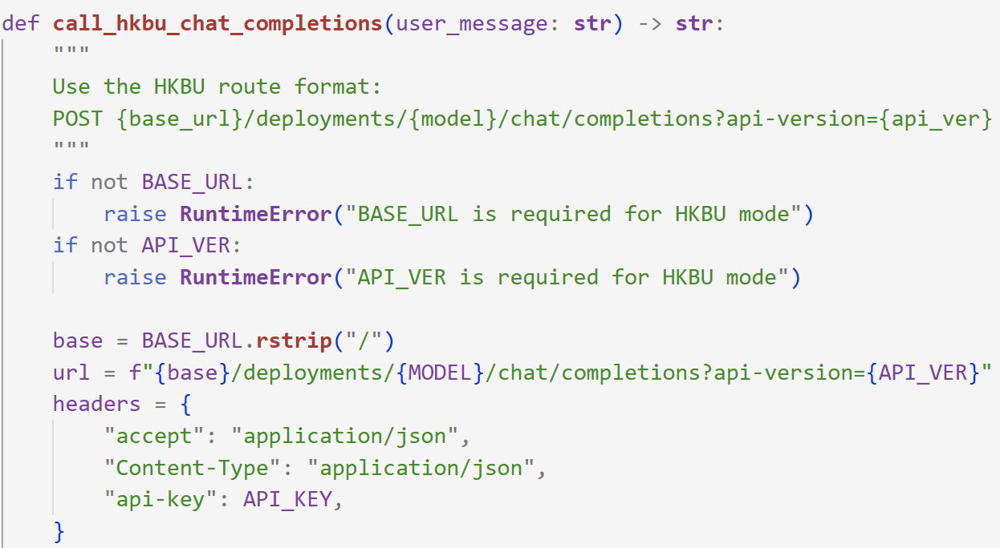 def call_hkbu_chat_completions(user_message: str) -> str:
    """
    Use the HKBU route format:
    POST {base_url}/deployments/{model}/chat/completions?api-version={api_ver}
    """
    if not BASE_URL:
        raise RuntimeError("BASE_URL is required for HKBU mode")
    if not API_VER:
        raise RuntimeError("API_VER is required for HKBU mode")

    base = BASE_URL.rstrip("/")
    url = f"{base}/deployments/{MODEL}/chat/completions?api-version={API_VER}"
    headers = {
        "accept": "application/json",
        "Content-Type": "application/json",
        "api-key": API_KEY,
    }